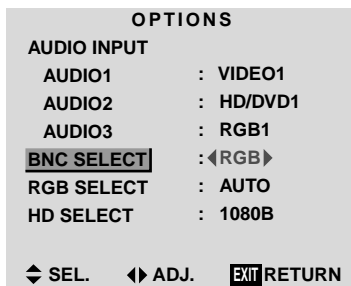 OPTIONS
AUDIO INPUT
AUDIO1 : VIDEO1
AUDIO2 : HD/DVD1
AUDIO3 : RGB1
BNC SELECT : RGB
RGB SELECT : AUTO
HD SELECT : 1080B
SEL. ADJ. EXIT RETURN